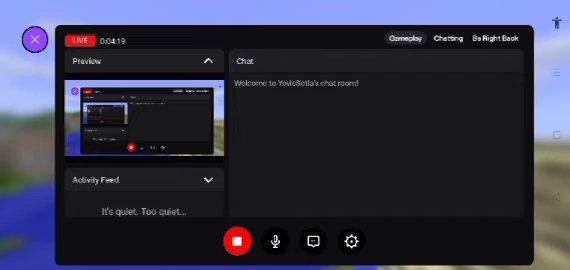 LIVE 0:04:19
Gameplay Chatting Be Right Back
Preview
Chat
Welcome to YovieSetia's chat room!
Activity Feed
It's quiet. Too quiet...